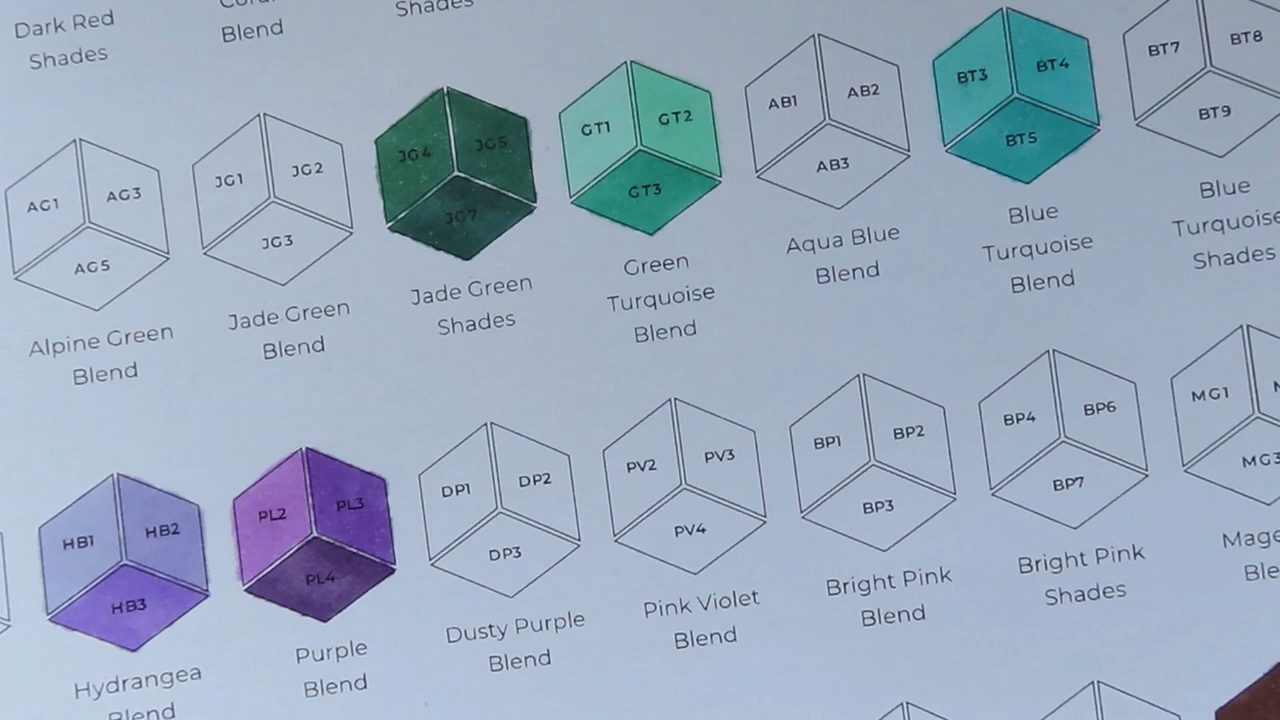 Dark Red
Shades
Blend
Shades
AG1
AG3
AG5
Alpine Green
Blend
JG1
JG2
JG3
Jade Green
Blend
JG4
JG5
JG7
Jade Green
Shades
GT1
GT2
GT3
Green
Turquoise
Blend
AB1
AB2
AB3
Aqua Blue
Blend
BT3
BT4
BT5
Blue
Turquoise
Blend
BT7
BT8
BT9
Blue
Turquoise
Shades
HB1
HB2
HB3
Hydrangea
Blend
PL2
PL3
PL4
Purple
Blend
DP1
DP2
DP3
Dusty Purple
Blend
PV2
PV3
PV4
Pink Violet
Blend
BP1
BP2
BP3
Bright Pink
Blend
BP4
BP6
BP7
Bright Pink
Shades
MG1
MG3